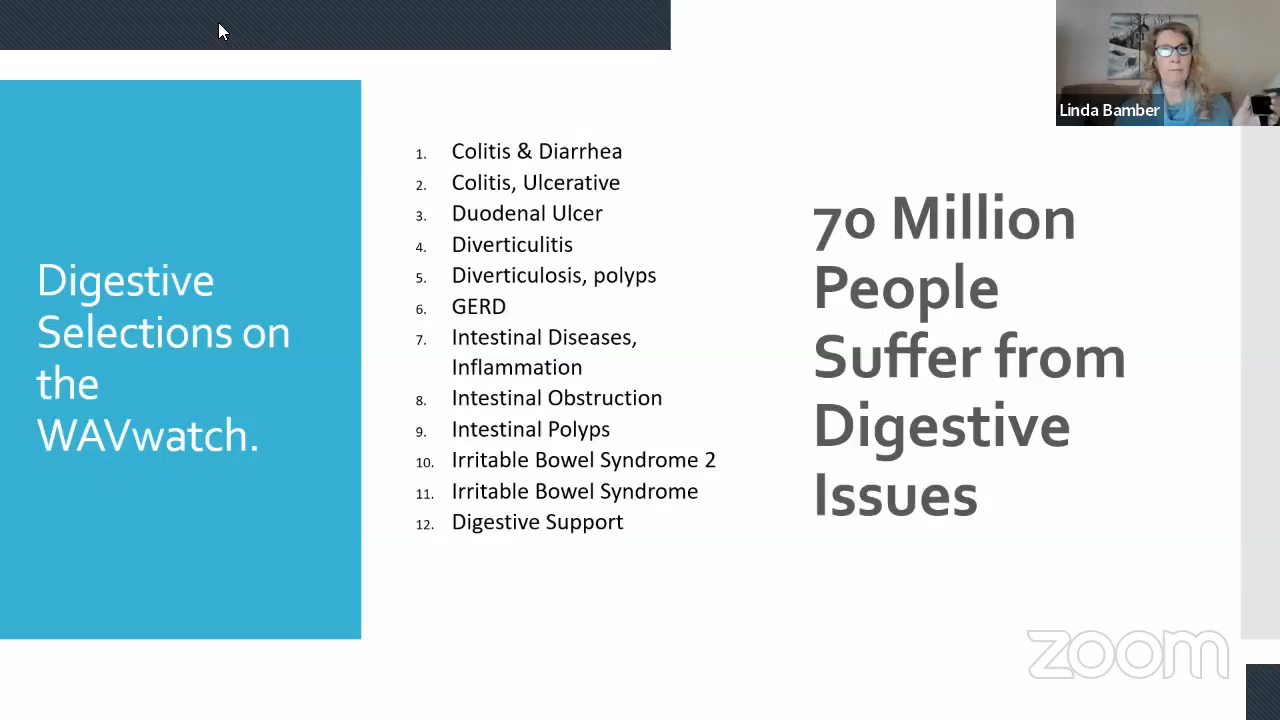 Linda Bamber
Digestive
Selections on
the
WAVwatch.
1. Colitis & Diarrhea
2. Colitis, Ulcerative
3. Duodenal Ulcer
4. Diverticulitis
5. Diverticulosis, polyps
6. GERD
7. Intestinal Diseases,
Inflammation
8. Intestinal Obstruction
9. Intestinal Polyps
10. Irritable Bowel Syndrome 2
11. Irritable Bowel Syndrome
12. Digestive Support
70 Million
People
Suffer from
Digestive
Issues
zoom